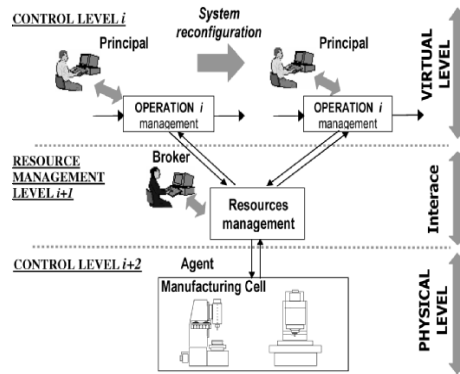 CONTROL LEVEL i
System
reconfiguration
Principal
Principal
OPERATION i
management
OPERATION i
management
VIRTUAL LEVEL
RESOURCE
MANAGEMENT
LEVEL i+1
Broker
Resources
management
Interace
CONTROL LEVEL i+2
Agent
Manufacturing Cell
PHYSICAL
LEVEL